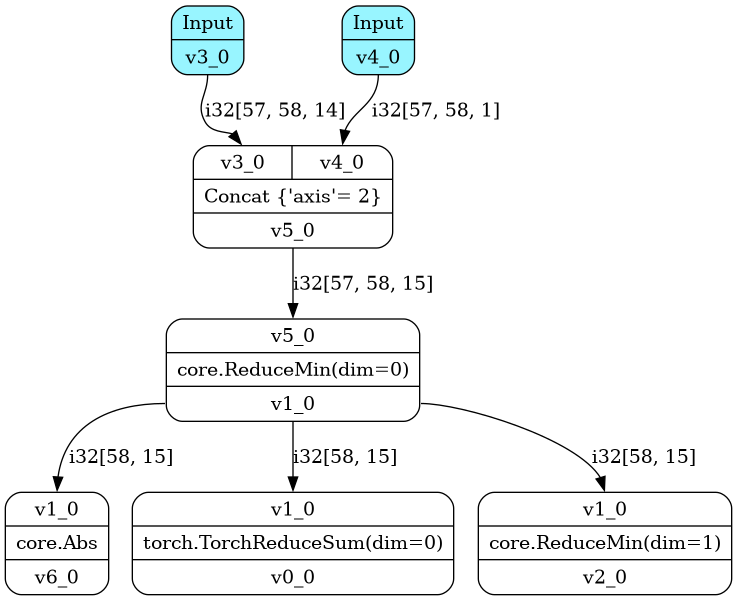 Input
v3_0
Input
v4_0
i32[57, 58, 14]
i32[57, 58, 1]
v3_0
v4_0
Concat {'axis'= 2}
v5_0
i32[57, 58, 15]
v5_0
core.ReduceMin(dim=0)
v1_0
i32[58, 15]
i32[58, 15]
i32[58, 15]
v1_0
core.Abs
v6_0
v1_0
torch.TorchReduceSum(dim=0)
v0_0
v1_0
core.ReduceMin(dim=1)
v2_0